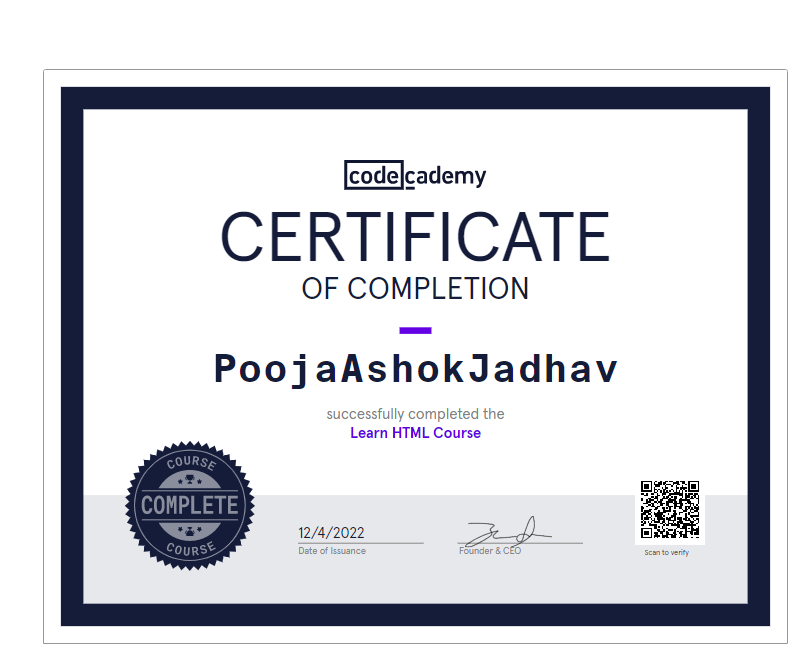 codecademy
CERTIFICATE
OF COMPLETION
PoojaAshokJadhav
successfully completed the
Learn HTML Course
COURSE
COMPLETE
COURSE
12/4/2022
Date of Issuance
Founder & CEO
Scan to verify